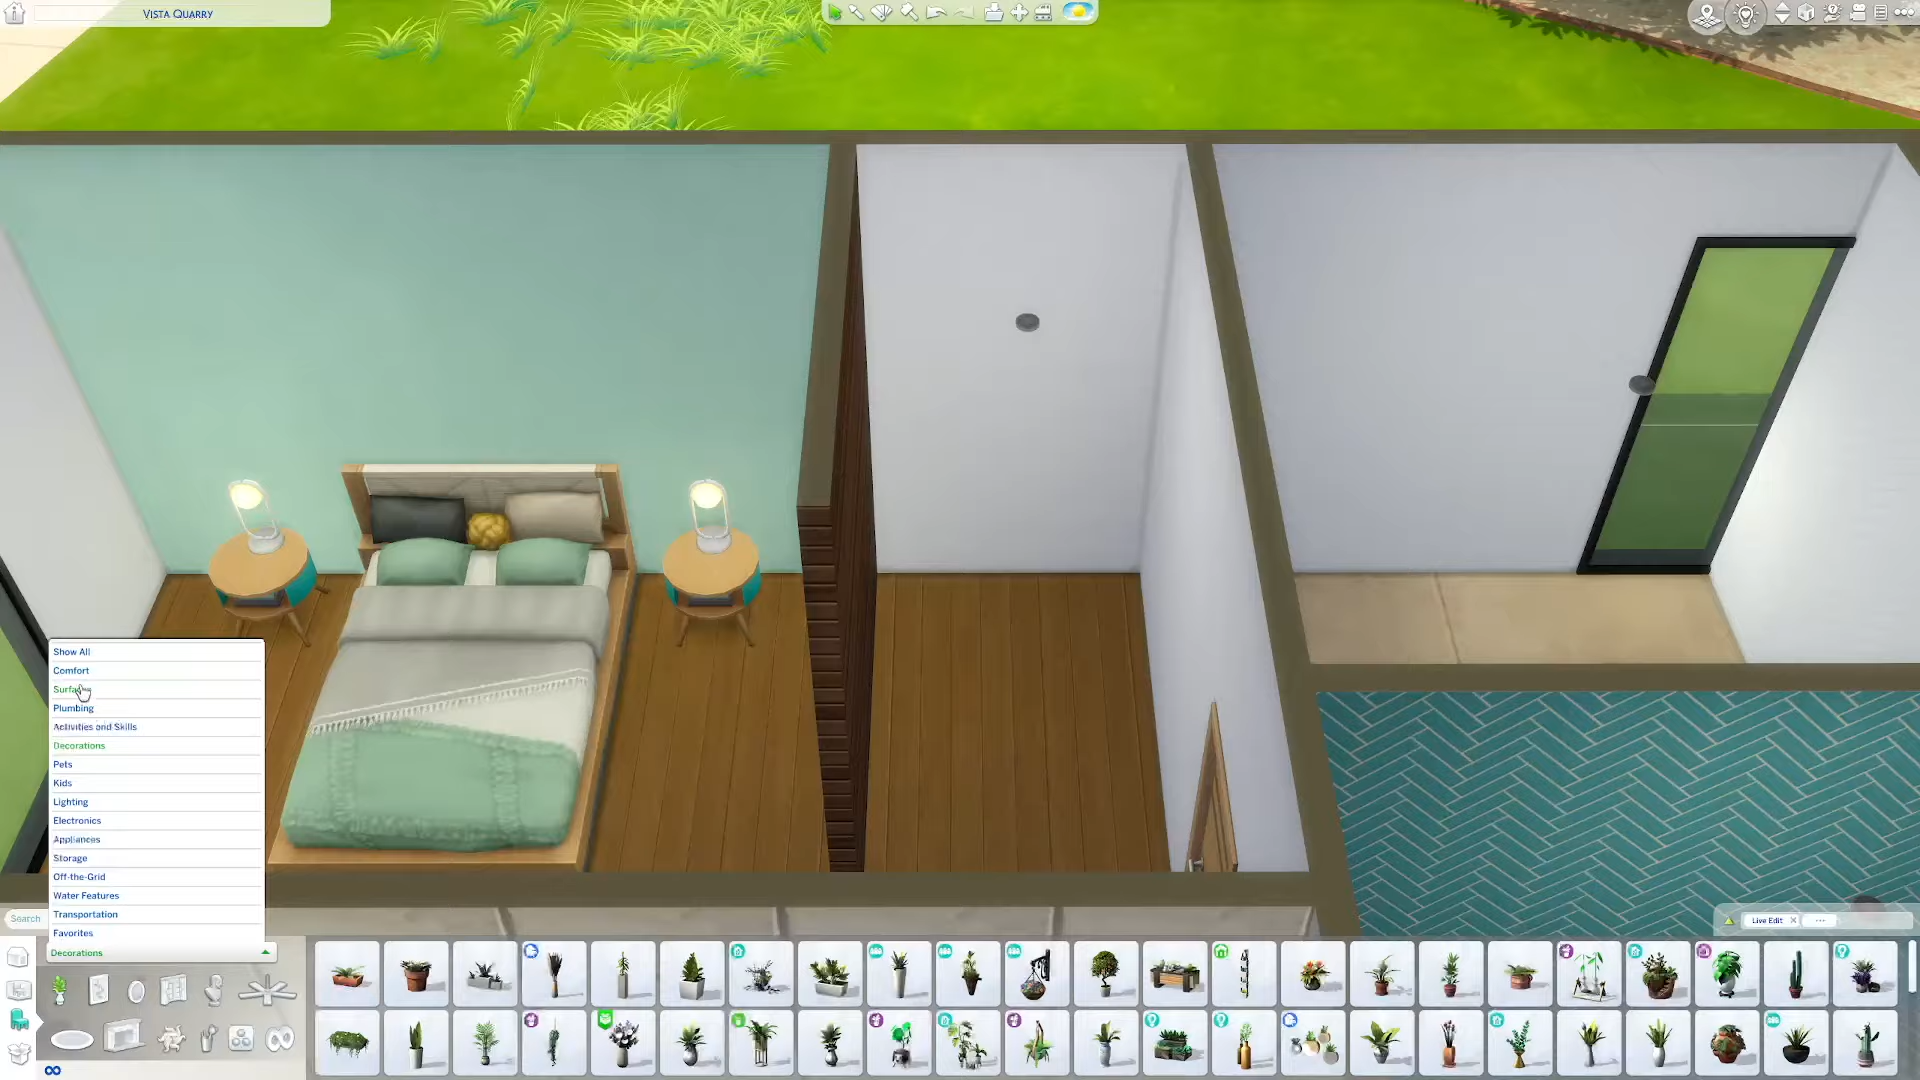 Vista Quarry
Show All
Comfort
Plumbing
Activities and Skills
Decorations
Pets
Kids
Lighting
Electronics
Appliances
Storage
Off-the-Grid
Water Features
Transportation
Favorites
Search
Live Edit
Decorations